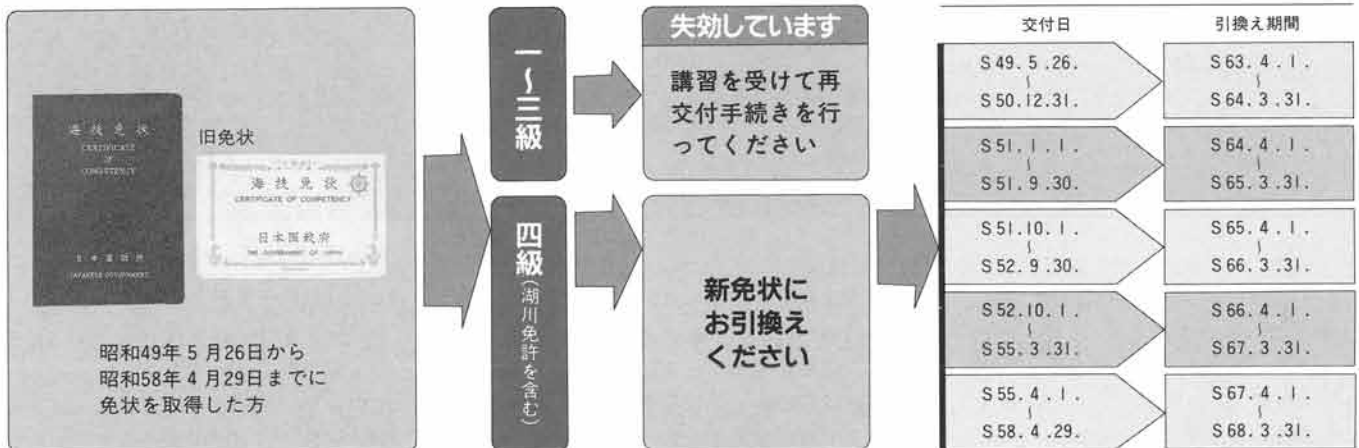 海技免状
CERTIFICATE
OF
COMPETENCY
日本国政府
JAPANESE GOVERNMENT
旧免状
海技免状
CERTIFICATE OF COMPETENCY
日本国政府
THE GOVERNMENT OF JAPAN
昭和49年5月26日から
昭和58年4月29日までに
免状を取得した方
一～三級
四級(湖川免許を含む)
失効しています
講習を受けて再
交付手続きを行
ってください
新免状に
お引換え
ください
交付日 引換え期間
S49.5.26.～S50.12.31. S63.4.1.～S64.3.31.
S51.1.1.～S51.9.30. S64.4.1.～S65.3.31.
S51.10.1.～S52.9.30. S65.4.1.～S66.3.31.
S52.10.1.～S55.3.31. S66.4.1.～S67.3.31.
S55.4.1.～S58.4.29. S67.4.1.～S68.3.31.